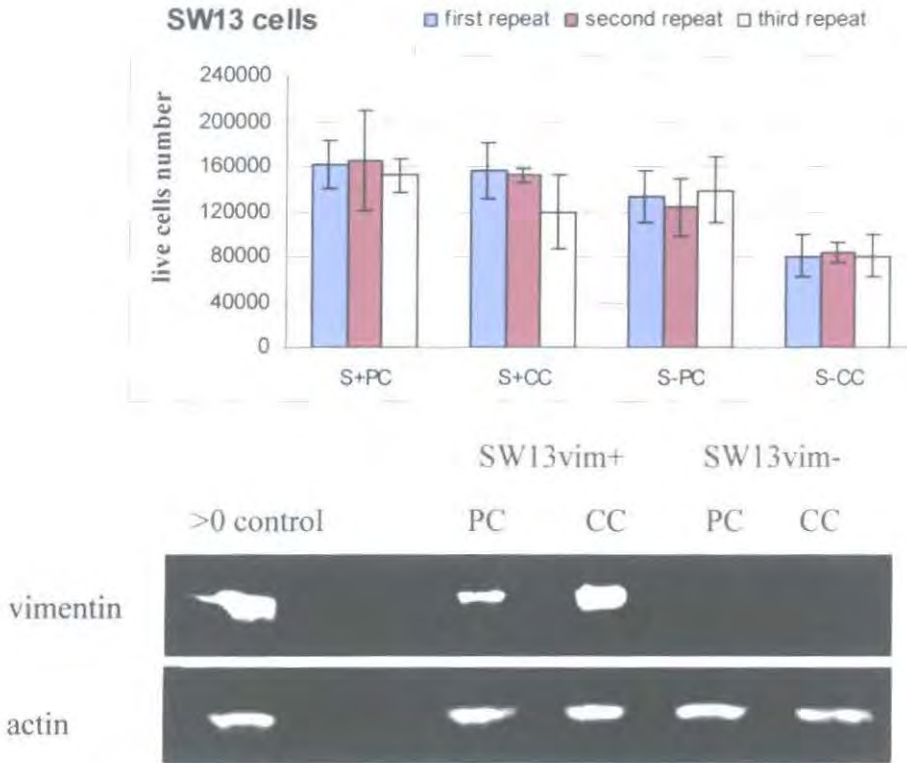 SW13 cells
first repeat second repeat third repeat
live cells number
240000
200000
160000
120000
80000
40000
0
S+PC S+CC S-PC S-CC
SW13vim+ SW13vim-
>0 control PC CC PC CC
vimentin
actin